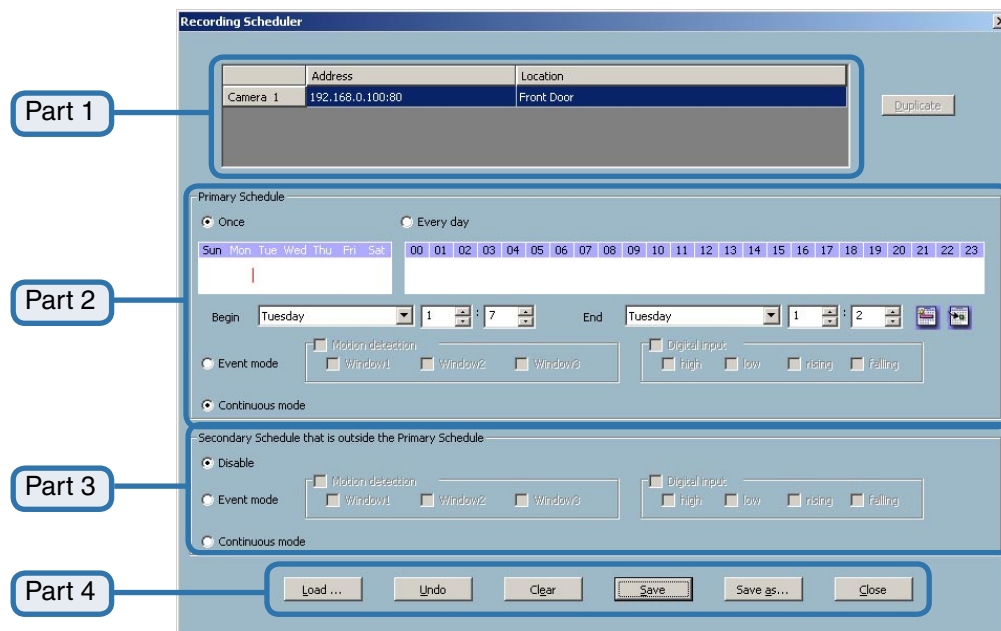 Recording Scheduler
Address Location
Camera 1 192.168.0.100:80 Front Door
Part 1
Duplicate
Primary Schedule
Once Every day
Sun Mon Tue Wed Thu Fri Sat 00 01 02 03 04 05 06 07 08 09 10 11 12 13 14 15 16 17 18 19 20 21 22 23
Part 2
Begin Tuesday 1 : 7 End Tuesday 1 : 2
Motion detection Digital input
Event mode Window1 Window2 Window3 high low rising falling
Continuous mode
Secondary Schedule that is outside the Primary Schedule
Disable
Part 3
Motion detection Digital input
Event mode Window1 Window2 Window3 high low rising falling
Continuous mode
Part 4
Load ... Undo Clear Save Save as... Close